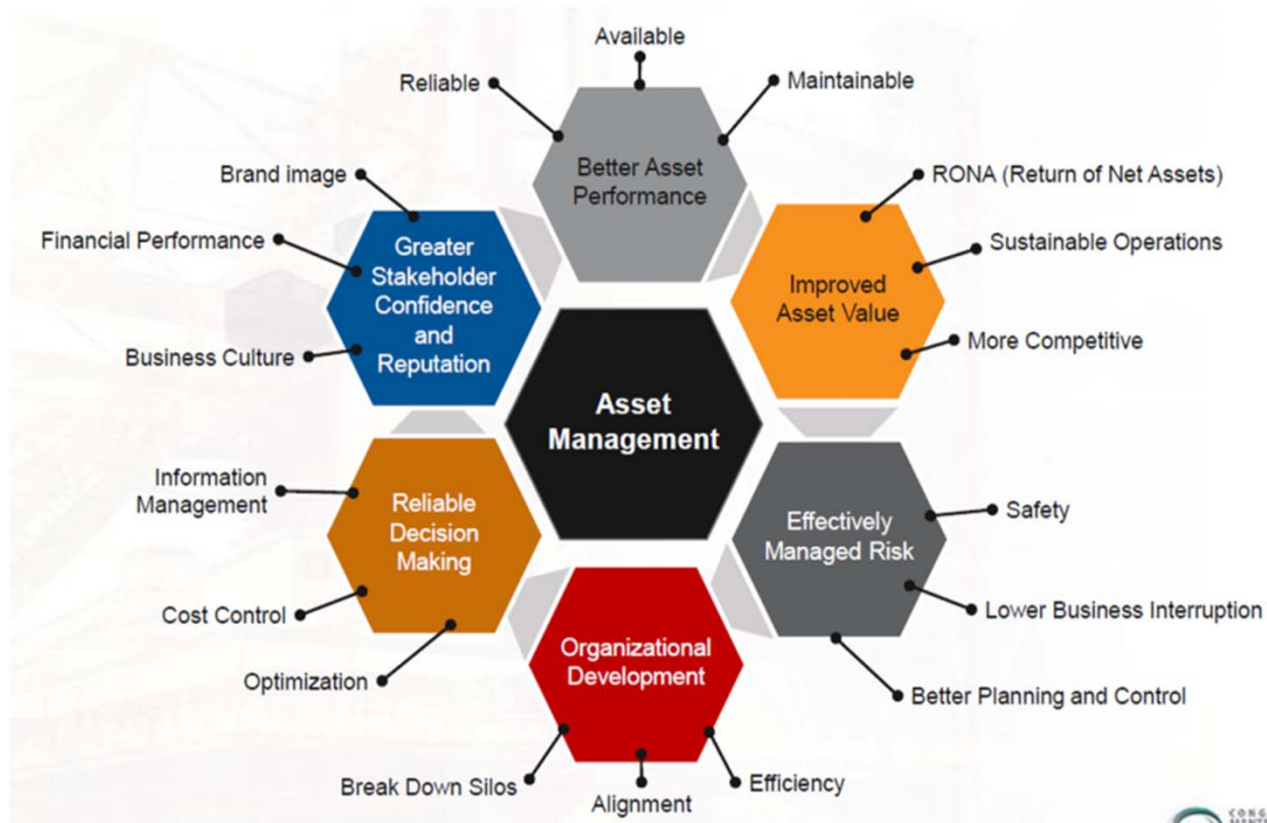 Available
Reliable
Maintainable
Better Asset
Performance
Brand image
RONA (Return of Net Assets)
Financial Performance
Greater
Stakeholder
Confidence
and
Reputation
Sustainable Operations
Improved
Asset Value
Business Culture
More Competitive
Asset
Management
Information
Management
Reliable
Decision
Making
Effectively
Managed Risk
Safety
Cost Control
Lower Business Interruption
Optimization
Organizational
Development
Better Planning and Control
Break Down Silos
Alignment
Efficiency